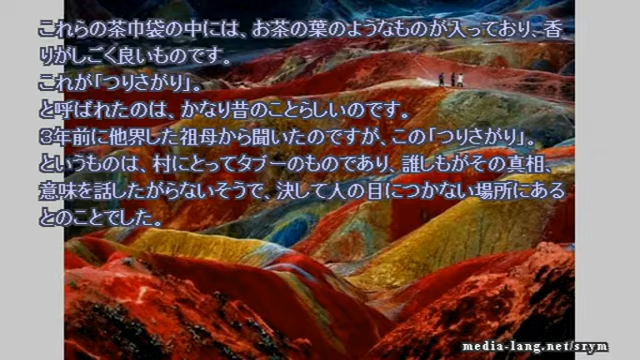 これらの茶巾袋の中には、お茶の葉のようなものが入っており、香
りがしごく良いものです。
これが「つりさがり」。
と呼ばれたのは、かなり昔のことらしいのです。
３年前に他界した祖母から聞いたのですが、この「つりさがり」。
というものは、村にとってタブーのものであり、誰しもがその真相、
意味を話したがらないそうで、決して人の目につかない場所にある
とのことでした。
media-lang.net/srym